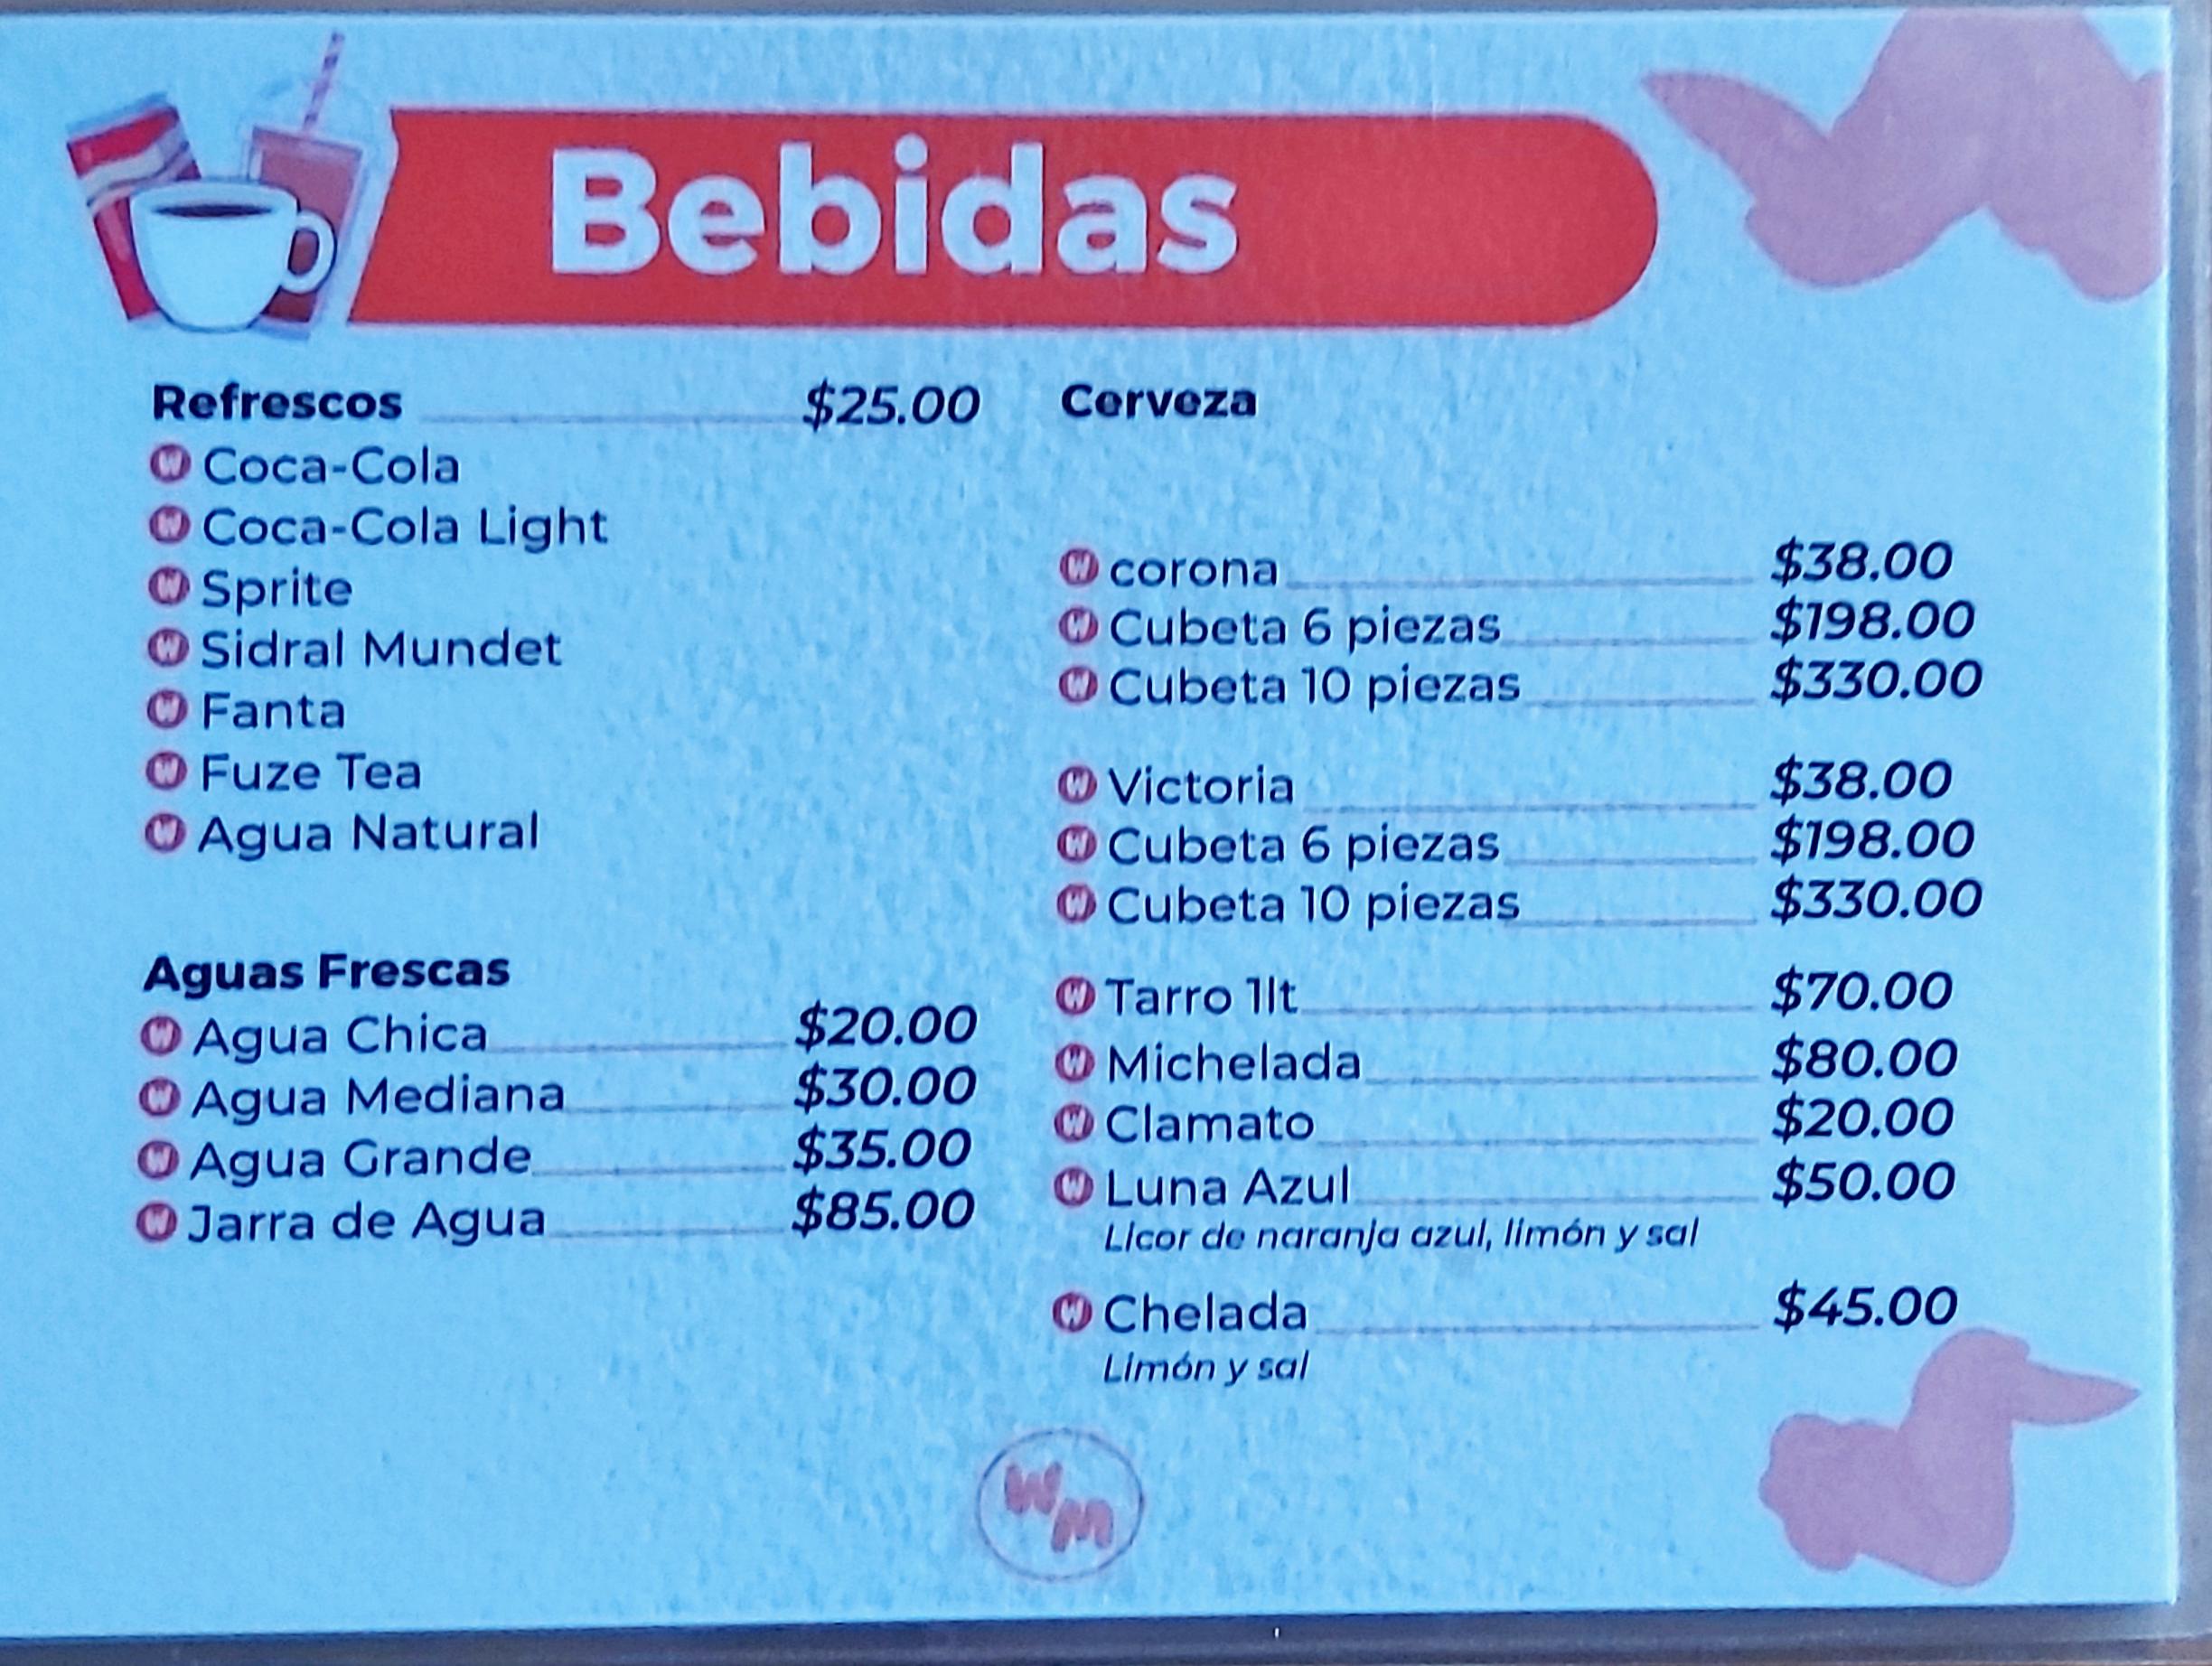 Bebidas
Refrescos $25.00
Coca-Cola
Coca-Cola Light
Sprite
Sidral Mundet
Fanta
Fuze Tea
Agua Natural
Aguas Frescas
Agua Chica $20.00
Agua Mediana $30.00
Agua Grande $35.00
Jarra de Agua $85.00
Cerveza
corona $38.00
Cubeta 6 piezas $198.00
Cubeta 10 piezas $330.00
Victoria $38.00
Cubeta 6 piezas $198.00
Cubeta 10 piezas $330.00
Tarro 1lt $70.00
Michelada $80.00
Clamato $20.00
Luna Azul $50.00
Licor de naranja azul, limón y sal
Chelada $45.00
Limón y sal
WM